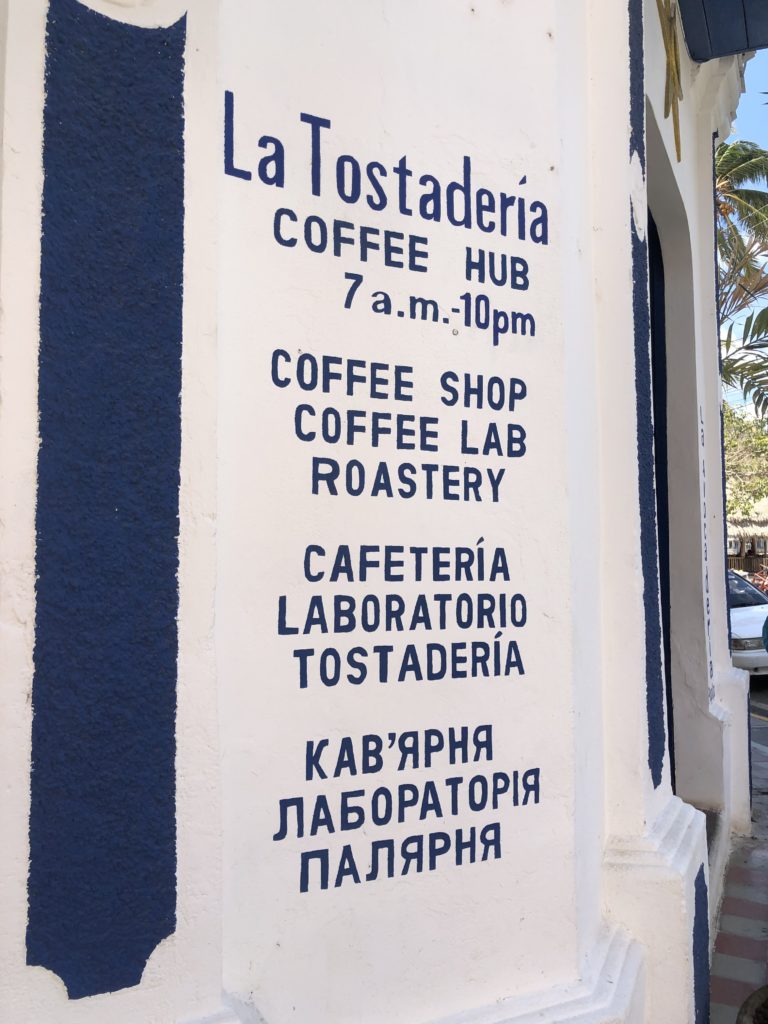 La Tostadería
COFFEE HUB
7 a.m.-10pm
COFFEE SHOP
COFFEE LAB
ROASTERY
CAFETERÍA
LABORATORIO
TOSTADERÍA
КАВ’ЯРНЯ
ЛАБОРАТОРІЯ
ПАЛЯРНЯ